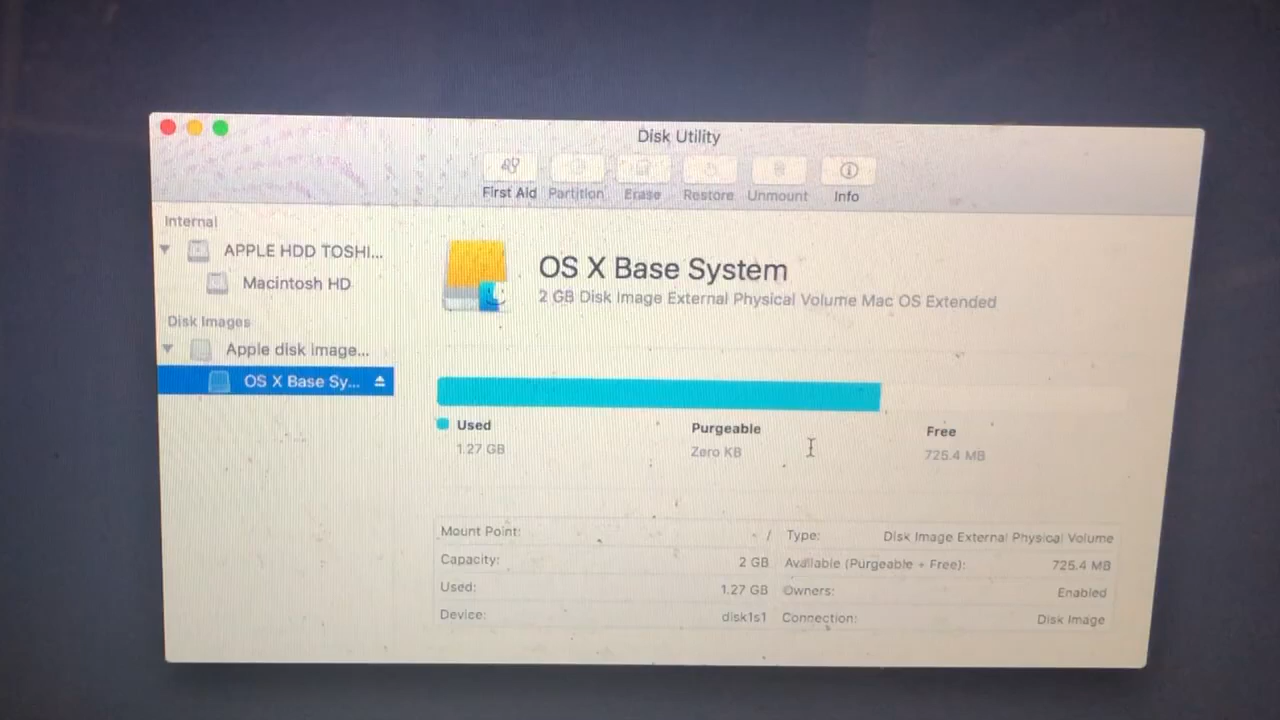 Disk Utility
First Aid Partition Erase Restore Unmount Info
Internal
APPLE HDD TOSHI...
Macintosh HD
Disk Images
Apple disk image...
OS X Base Sy...
OS X Base System
2 GB Disk Image External Physical Volume Mac OS Extended
Used Purgeable Free
1.27 GB Zero KB 725.4 MB
Mount Point: / Type: Disk Image External Physical Volume
Capacity: 2 GB Available (Purgeable + Free): 725.4 MB
Used: 1.27 GB Owners: Enabled
Device: disk1s1 Connection: Disk Image